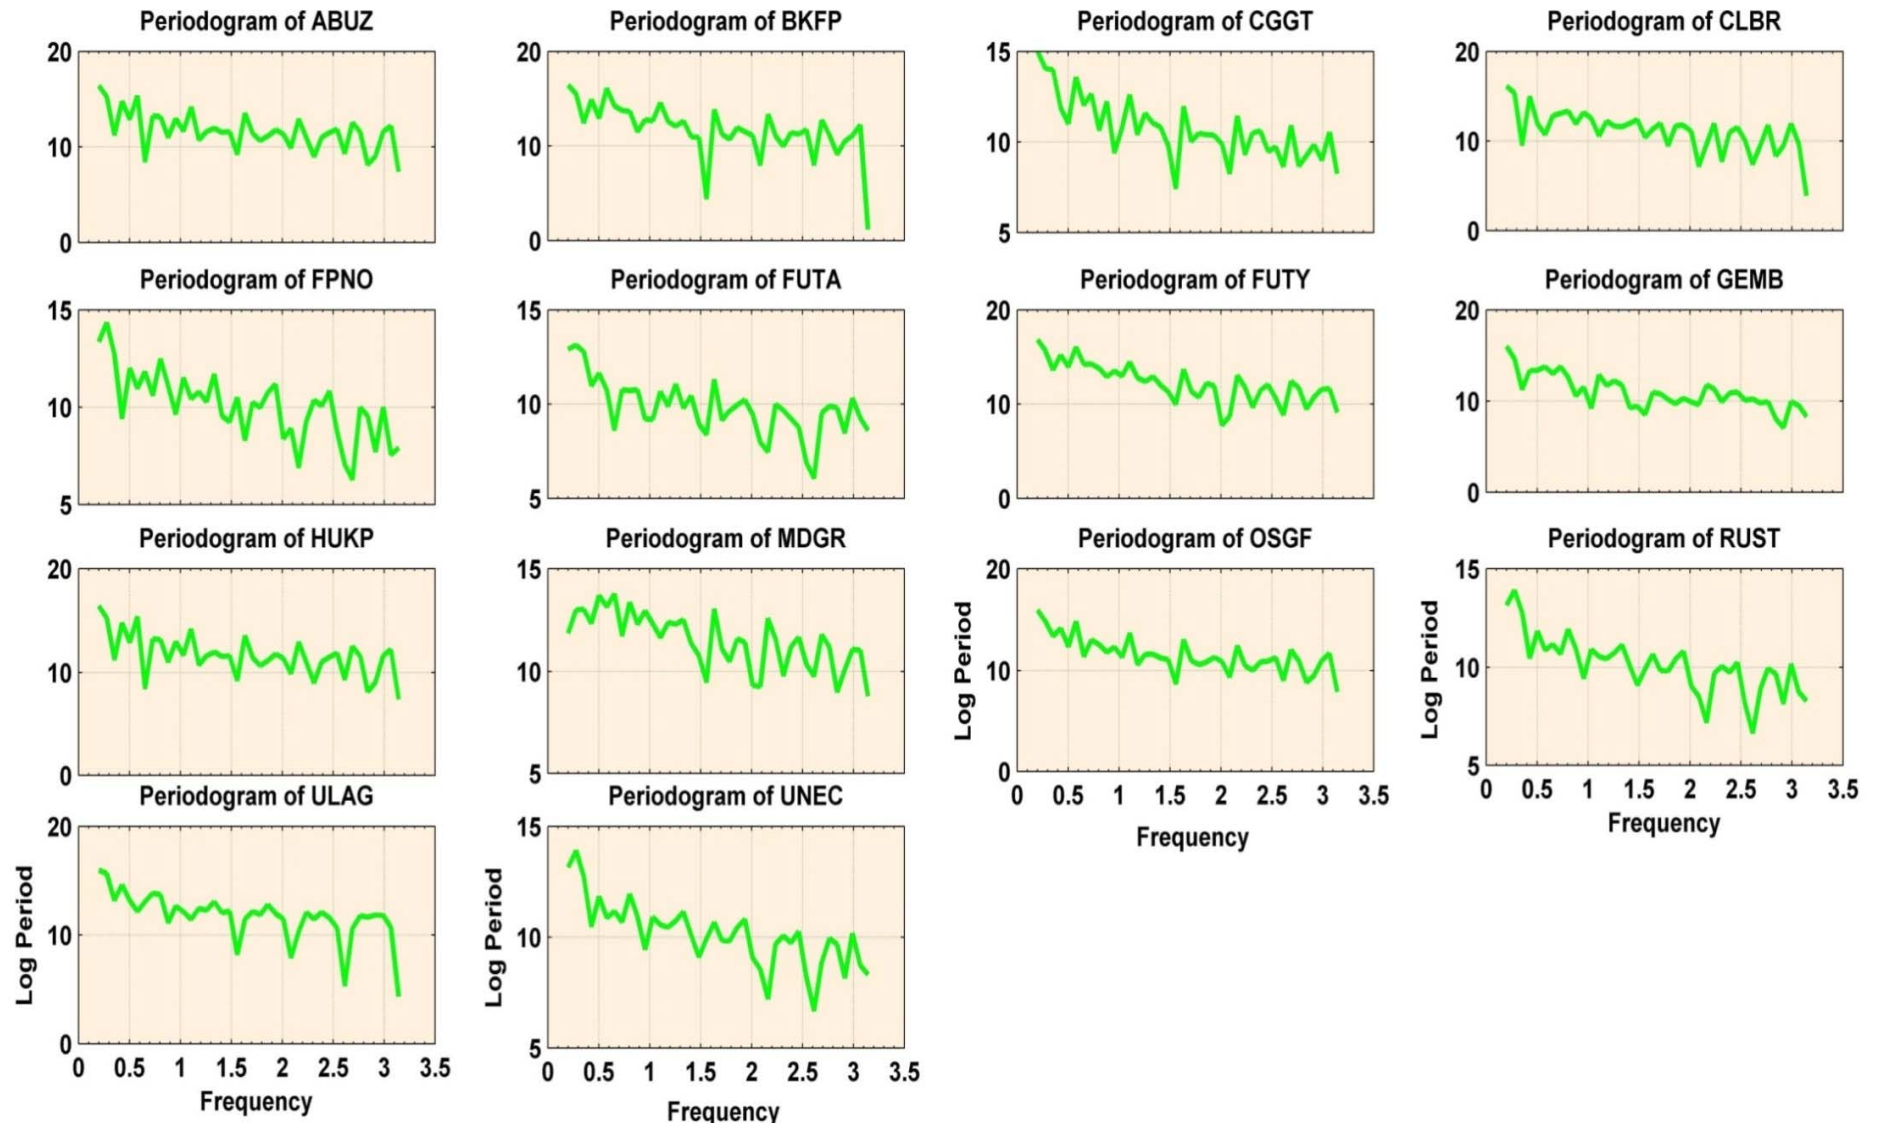 Periodogram of ABUZ
20
10
0
Periodogram of BKFP
20
10
0
Periodogram of CGGT
15
10
5
Periodogram of CLBR
20
10
0
Periodogram of FPNO
15
10
5
Periodogram of FUTA
15
10
5
Periodogram of FUTY
20
10
0
Periodogram of GEMB
20
10
0
Periodogram of HUKP
20
10
0
Periodogram of MDGR
15
10
5
Periodogram of OSGF
20
10
0
Log Period
0 0.5 1 1.5 2 2.5 3 3.5
Frequency
Periodogram of RUST
15
10
5
Log Period
0 0.5 1 1.5 2 2.5 3 3.5
Frequency
Periodogram of ULAG
20
10
0
Log Period
0 0.5 1 1.5 2 2.5 3 3.5
Frequency
Periodogram of UNEC
15
10
5
Log Period
0 0.5 1 1.5 2 2.5 3 3.5
Frequency